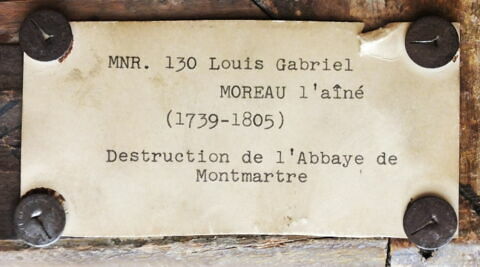 MNR. 130 Louis Gabriel
MOREAU l'aîné
(1739-1805)
Destruction de l'Abbaye de
Montmartre